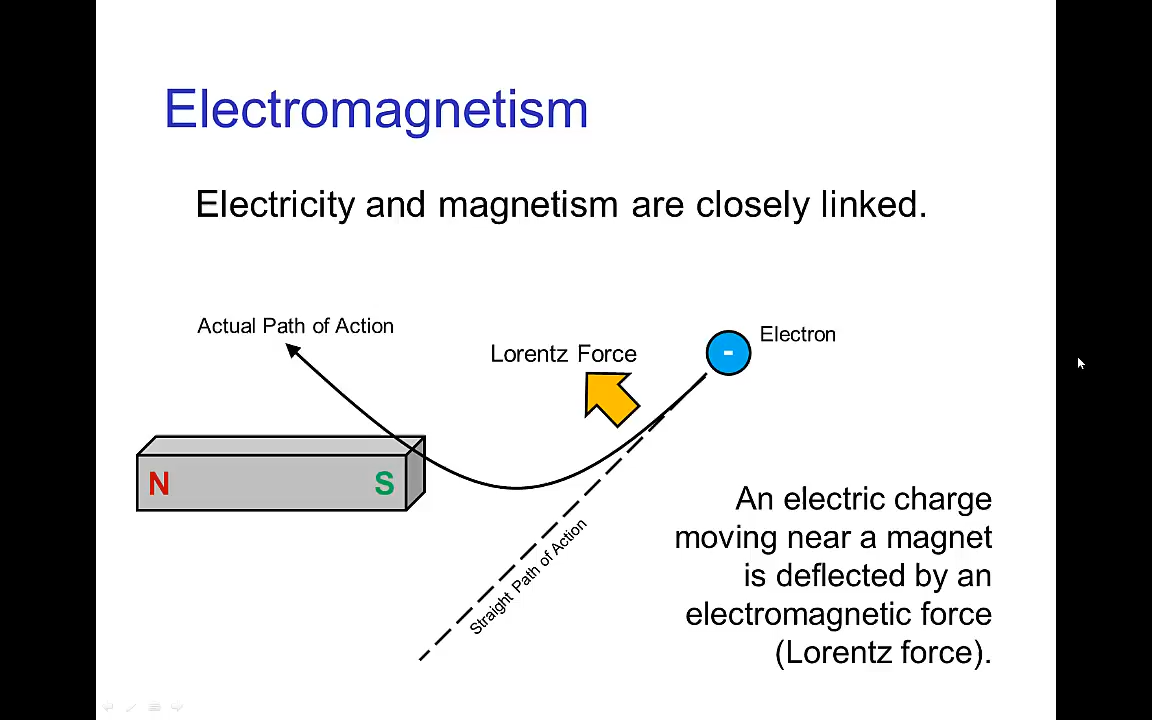 Electromagnetism
Electricity and magnetism are closely linked.
Actual Path of Action
Lorentz Force
-
Electron
N
S
Straight Path of Action
An electric charge
moving near a magnet
is deflected by an
electromagnetic force
(Lorentz force).